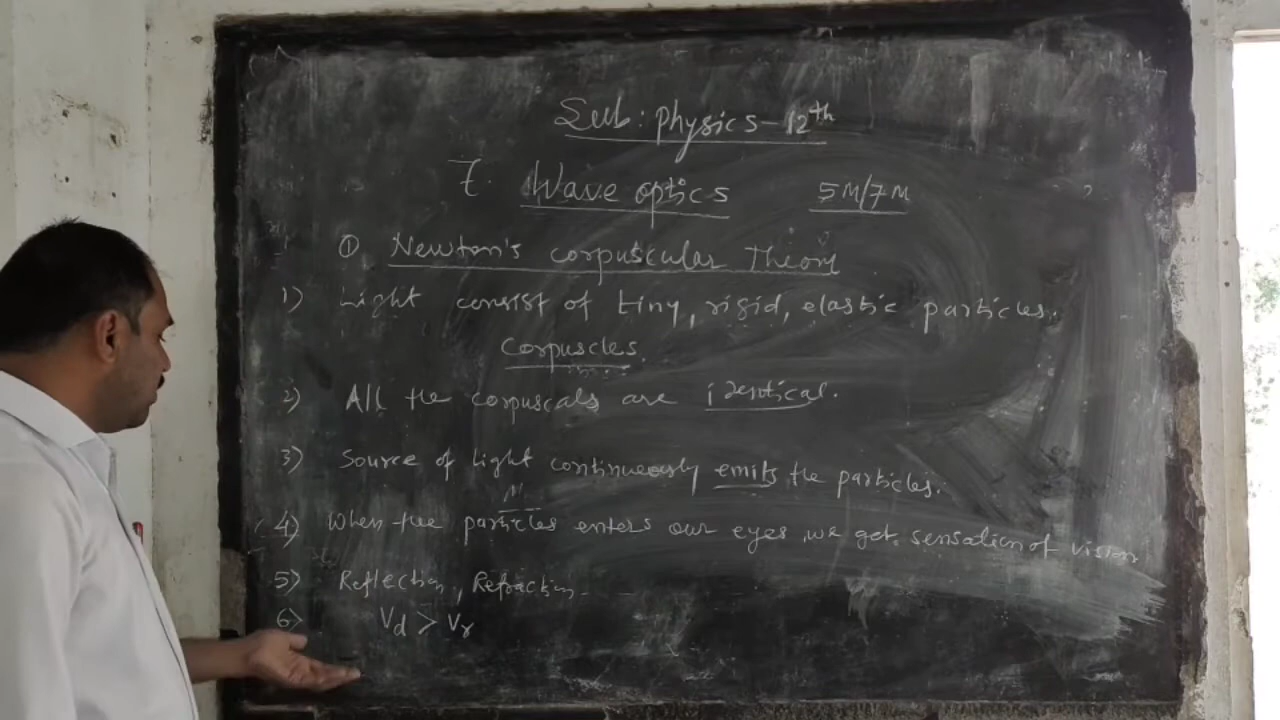 Sub: physics-12th
7. Wave optics 5M/7M
① Newton's corpuscular Theory
1) Light consist of tiny, rigid, elastic particles.
Corpuscles.
2) All the corpuscals are identical.
3) Source of light continueously emits the particles.
4) When the particles enters our eyes we get sensation of vision
5) Reflection, Refraction
6) Vd > Vr